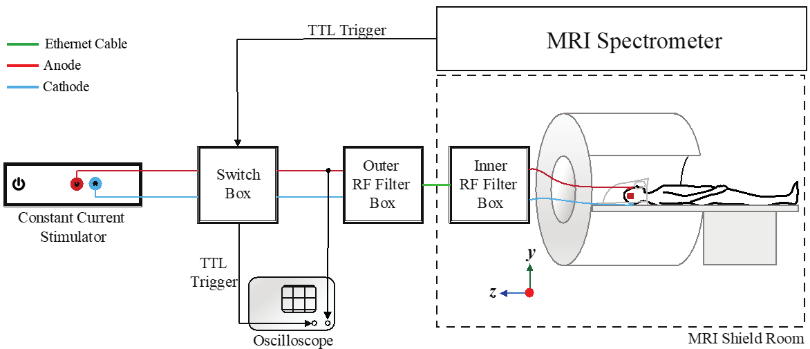 TTL Trigger
MRI Spectrometer
Ethernet Cable
Anode
Cathode
Switch
Box
Outer
RF Filter
Box
Inner
RF Filter
Box
Constant Current
Stimulator
TTL
Trigger
Oscilloscope
y
z
MRI Shield Room